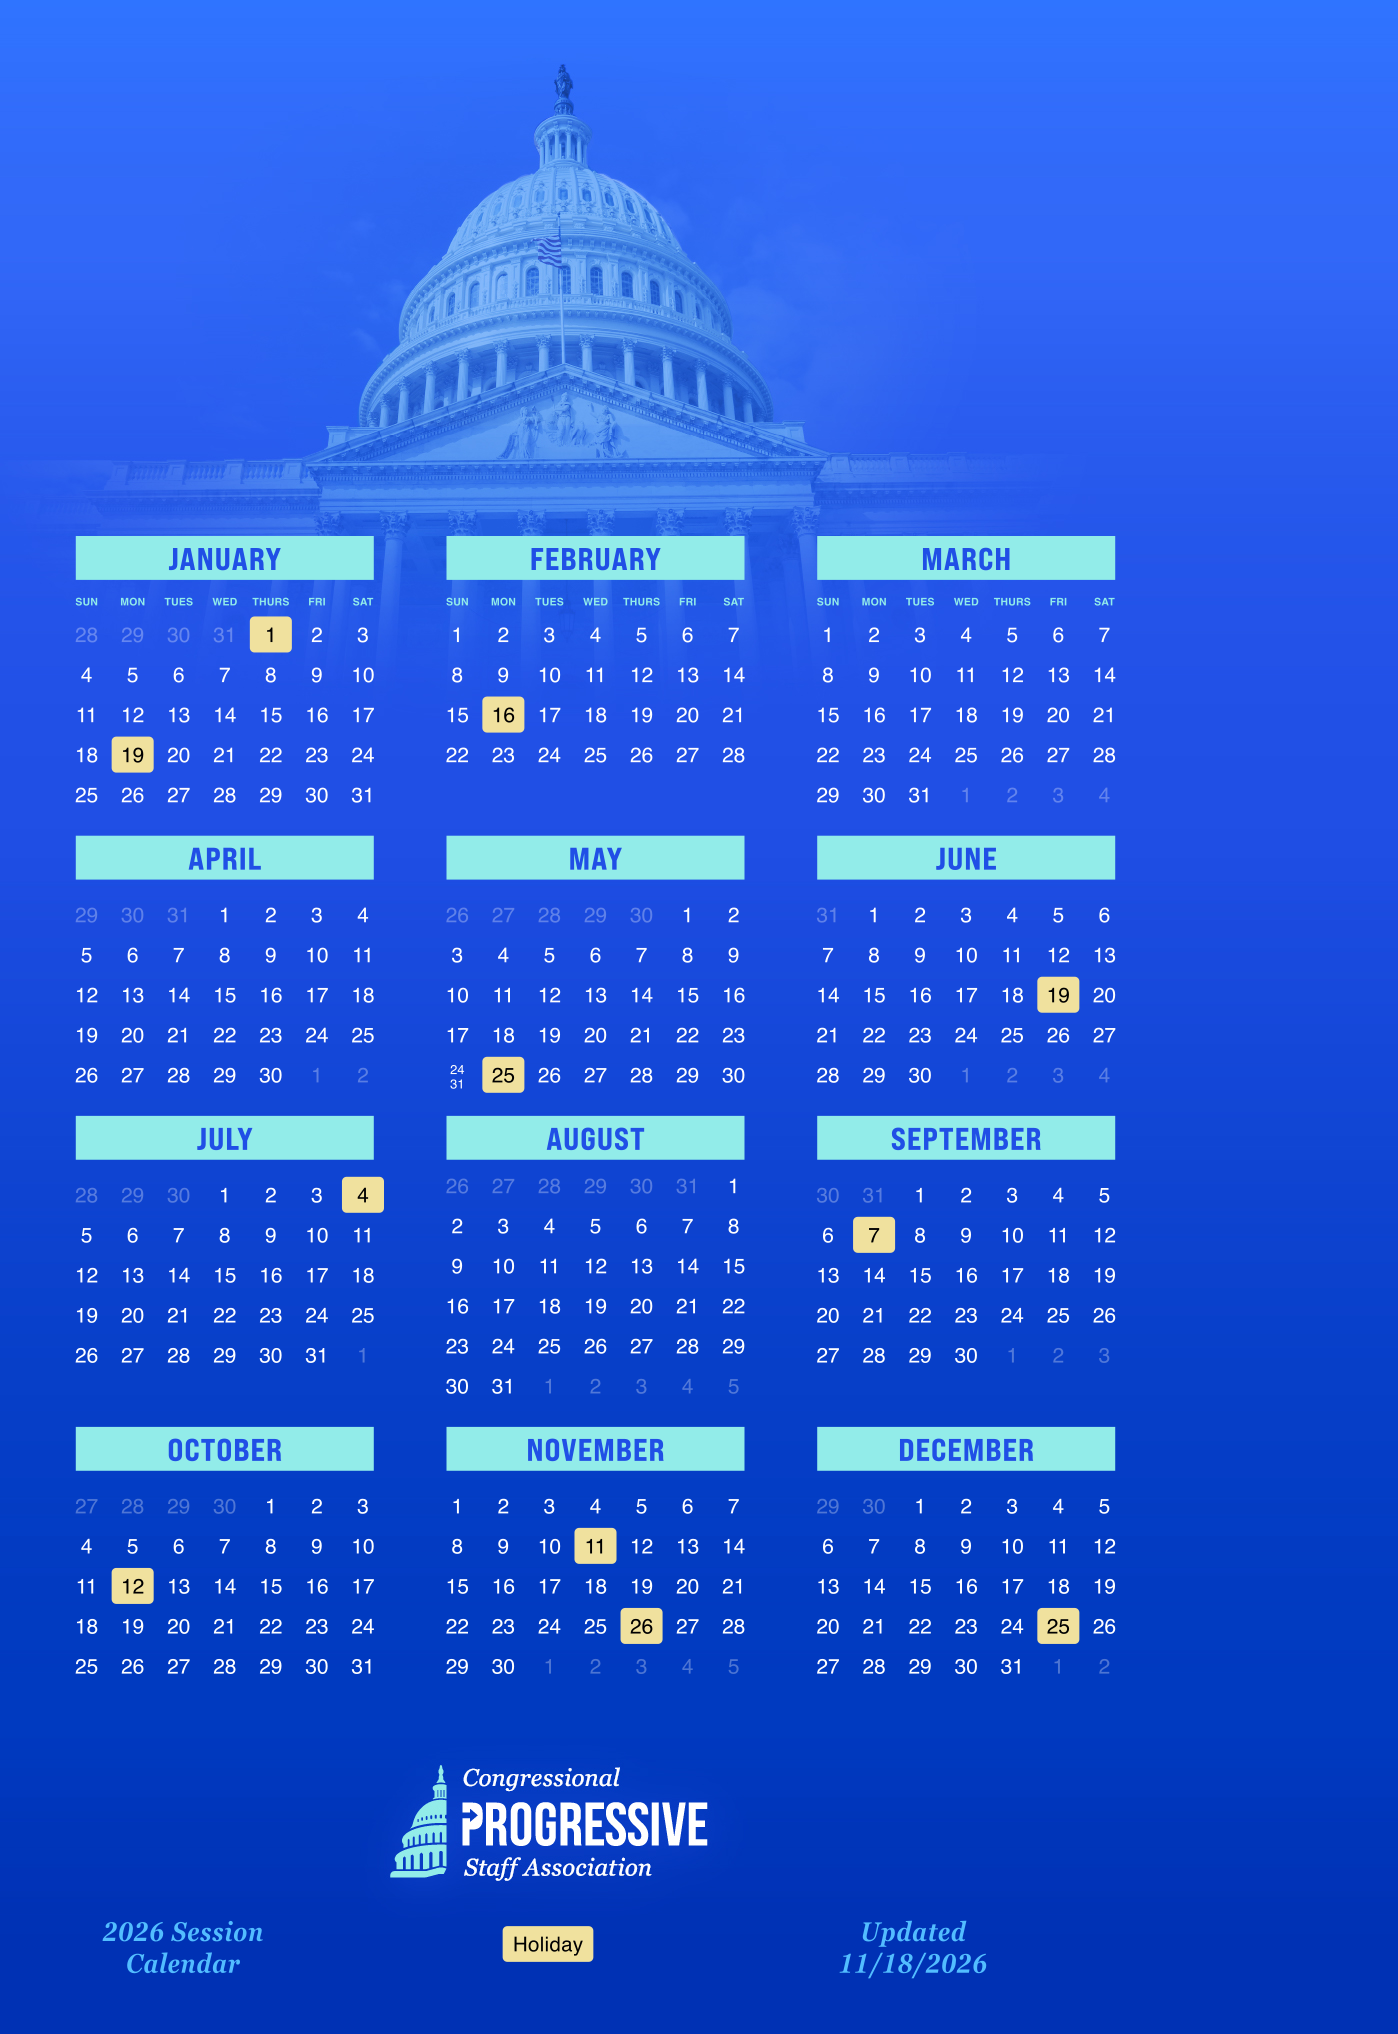 JANUARY
SUN MON TUES WED THURS FRI SAT
28 29 30 31 1 2 3
4 5 6 7 8 9 10
11 12 13 14 15 16 17
18 19 20 21 22 23 24
25 26 27 28 29 30 31
FEBRUARY
SUN MON TUES WED THURS FRI SAT
1 2 3 4 5 6 7
8 9 10 11 12 13 14
15 16 17 18 19 20 21
22 23 24 25 26 27 28
MARCH
SUN MON TUES WED THURS FRI SAT
1 2 3 4 5 6 7
8 9 10 11 12 13 14
15 16 17 18 19 20 21
22 23 24 25 26 27 28
29 30 31 1 2 3 4
APRIL
29 30 31 1 2 3 4
5 6 7 8 9 10 11
12 13 14 15 16 17 18
19 20 21 22 23 24 25
26 27 28 29 30 1 2
MAY
26 27 28 29 30 1 2
3 4 5 6 7 8 9
10 11 12 13 14 15 16
17 18 19 20 21 22 23
24 31 25 26 27 28 29 30
JUNE
31 1 2 3 4 5 6
7 8 9 10 11 12 13
14 15 16 17 18 19 20
21 22 23 24 25 26 27
28 29 30 1 2 3 4
JULY
28 29 30 1 2 3 4
5 6 7 8 9 10 11
12 13 14 15 16 17 18
19 20 21 22 23 24 25
26 27 28 29 30 31 1
AUGUST
26 27 28 29 30 31 1
2 3 4 5 6 7 8
9 10 11 12 13 14 15
16 17 18 19 20 21 22
23 24 25 26 27 28 29
30 31 1 2 3 4 5
SEPTEMBER
30 31 1 2 3 4 5
6 7 8 9 10 11 12
13 14 15 16 17 18 19
20 21 22 23 24 25 26
27 28 29 30 1 2 3
OCTOBER
27 28 29 30 1 2 3
4 5 6 7 8 9 10
11 12 13 14 15 16 17
18 19 20 21 22 23 24
25 26 27 28 29 30 31
NOVEMBER
1 2 3 4 5 6 7
8 9 10 11 12 13 14
15 16 17 18 19 20 21
22 23 24 25 26 27 28
29 30 1 2 3 4 5
DECEMBER
29 30 1 2 3 4 5
6 7 8 9 10 11 12
13 14 15 16 17 18 19
20 21 22 23 24 25 26
27 28 29 30 31 1 2
Congressional
PROGRESSIVE
Staff Association
2026 Session
Calendar
Holiday
Updated
11/18/2026